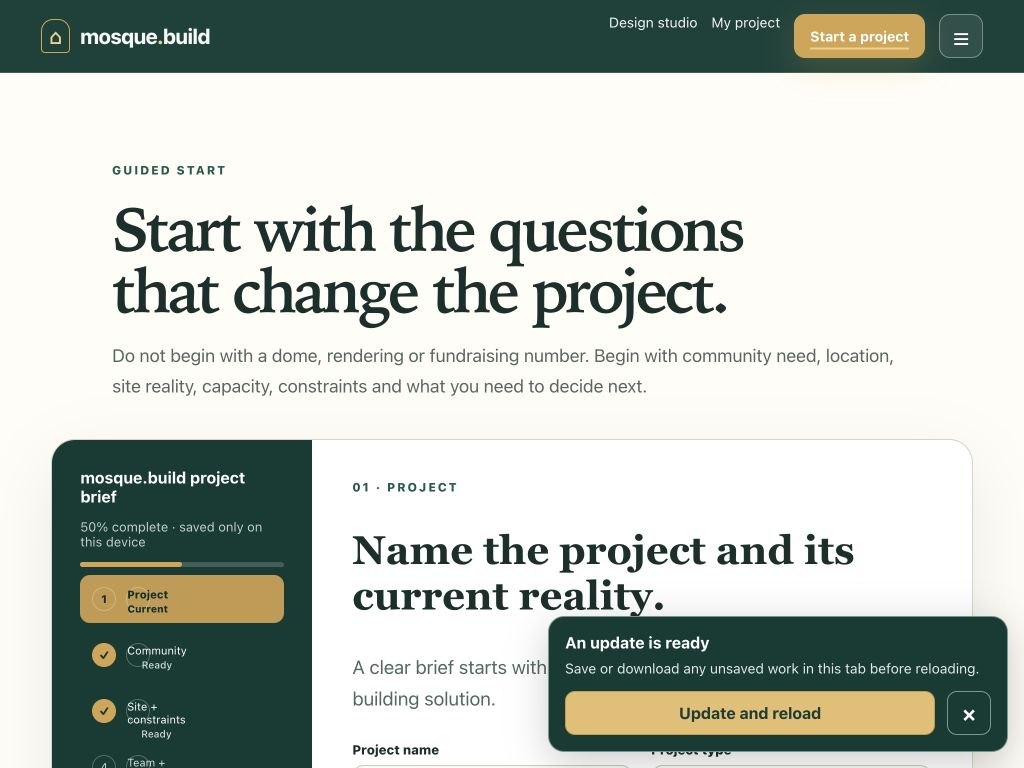 mosque.build
Design studio
My project
Start a project
GUIDED START
Start with the questions
that change the project.
Do not begin with a dome, rendering or fundraising number. Begin with community need, location,
site reality, capacity, constraints and what you need to decide next.
mosque.build project
brief
50% complete · saved only on
this device
1
Project
Current
Community
Ready
Site +
constraints
Ready
4
Team +
01 · PROJECT
Name the project and its
current reality.
A clear brief starts with
building solution.
Project name
Project type
An update is ready
Save or download any unsaved work in this tab before reloading.
Update and reload